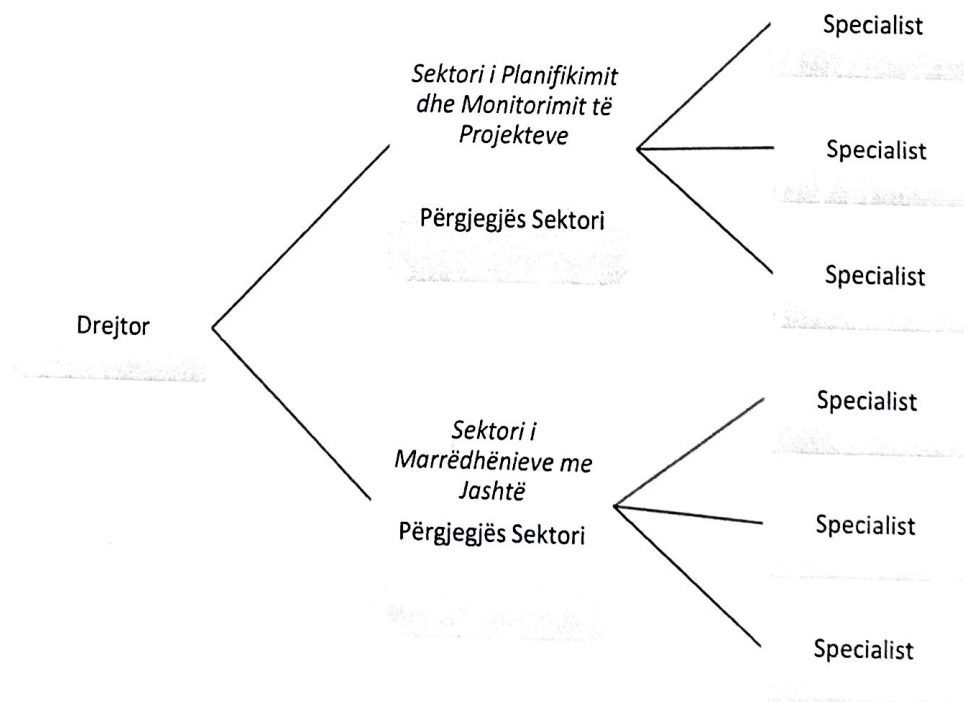 Drejtor
Sektori i Planifikimit
dhe Monitorimit të
Projekteve
Përgjegjës Sektori
Specialist
Specialist
Specialist
Sektori i
Marrëdhënieve me
Jashtë
Përgjegjës Sektori
Specialist
Specialist
Specialist